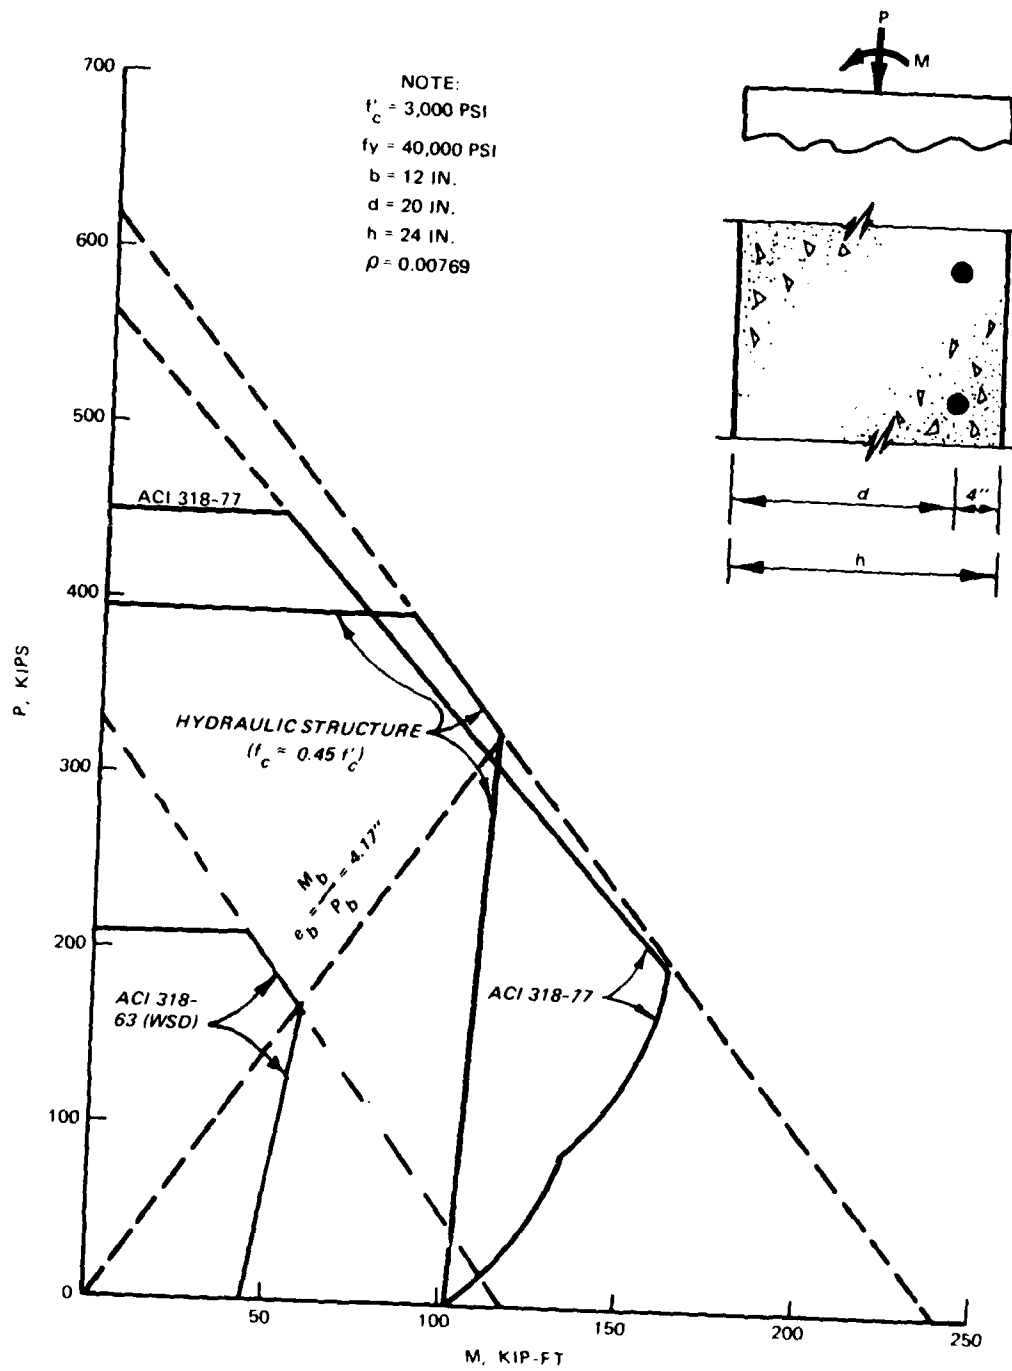 700
600
500
400
300
200
100
0
P, KIPS
NOTE:
f'c = 3,000 PSI
fy = 40,000 PSI
b = 12 IN.
d = 20 IN.
h = 24 IN.
ρ = 0.00769
P
M
d
4"
h
ACI 318-77
HYDRAULIC STRUCTURE
(fc = 0.45 f'c)
eb = Mb / Pb = 4.17"
ACI 318-
63 (WSD)
ACI 318-77
50
100
150
200
250
M, KIP-FT